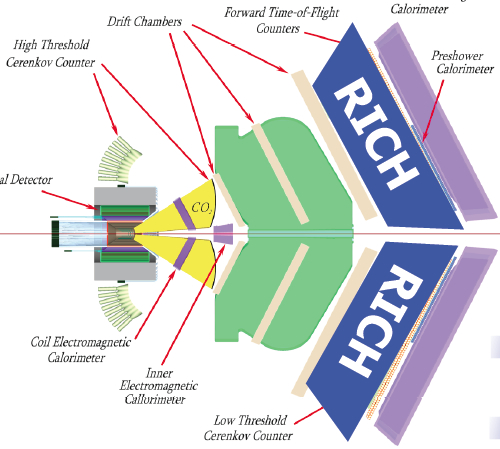 Calorimeter
Forward Time-of-Flight
Counters
Drift Chambers
High Threshold
Cerenkov Counter
Preshower
Calorimeter
RICH
al Detector
CO₂
RICH
Coil Electromagnetic
Calorimeter
Inner
Electromagnetic
Callurimeter
Low Threshold
Cerenkov Counter